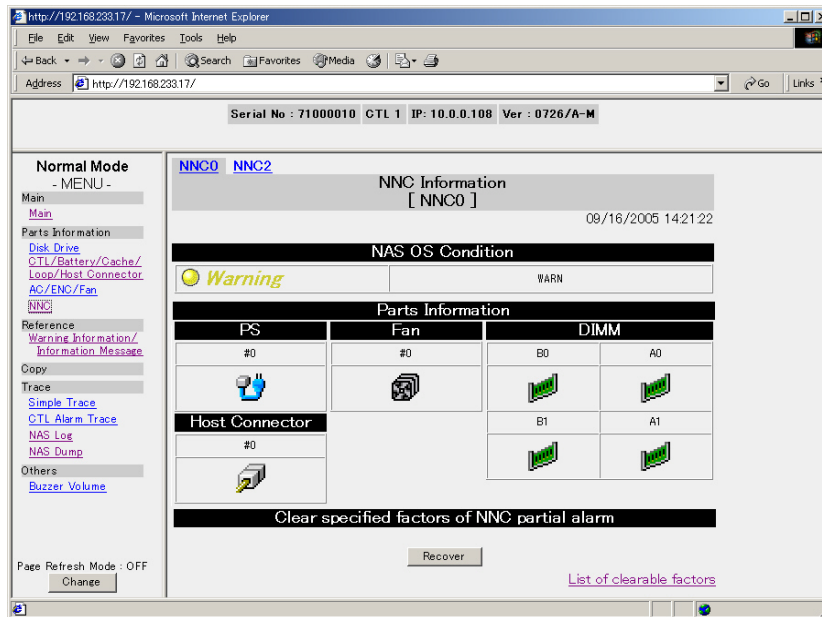 http://192.168.233.17/ - Microsoft Internet Explorer
File Edit View Favorites Tools Help
Back Search Favorites Media
Address http://192.168.233.17/ Go Links
Serial No : 71000010 CTL 1 IP: 10.0.0.108 Ver : 0726/A-M
Normal Mode
- MENU -
Main
Main
Parts Information
Disk Drive
CTL/Battery/Cache/
Loop/Host Connector
AC/ENC/Fan
NNC
Reference
Warning Information/
Information Message
Copy
Trace
Simple Trace
CTL Alarm Trace
NAS Log
NAS Dump
Others
Buzzer Volume
Page Refresh Mode : OFF
Change
NNC0 NNC2
NNC Information
[ NNC0 ]
09/16/2005 14:21:22
NAS OS Condition
Warning WARN
Parts Information
PS Fan DIMM
#0 #0 B0 A0
Host Connector B1 A1
#0
Clear specified factors of NNC partial alarm
Recover
List of clearable factors